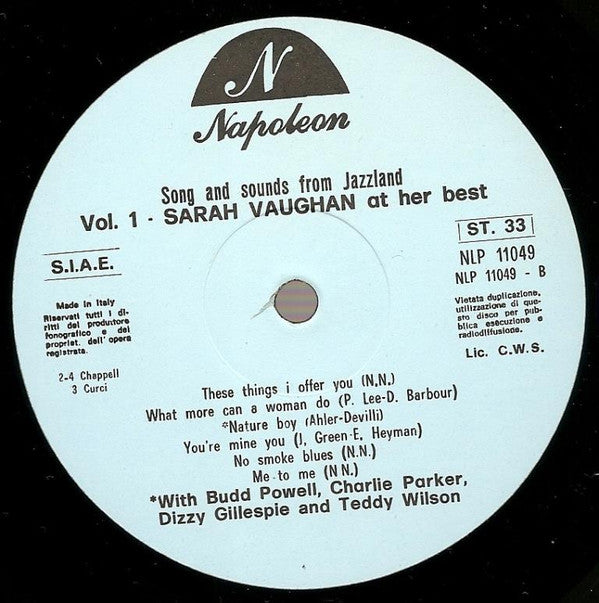 N
Napoleon
Song and sounds from Jazzland
Vol. 1 - SARAH VAUGHAN at her best
S.I.A.E.
Made in Italy
Riservati tutti i di-
ritti del produttore
fonografico e del
propriet. dell'opera
registrata.
2-4 Chappell
3 Curci
ST. 33
NLP 11049
NLP 11049 - B
Vietata duplicazione,
utilizzazione di que-
sto disco per pub-
blica esecuzione e
radiodiffusione.
Lic. C.W.S.
These things i offer you (N.N.)
What more can a woman do (P. Lee-D. Barbour)
*Nature boy (Ahler-Devilli)
You're mine you (I, Green-E, Heyman)
No smoke blues (N.N.)
Me to me (N N.)
*With Budd Powell, Charlie Parker,
Dizzy Gillespie and Teddy Wilson